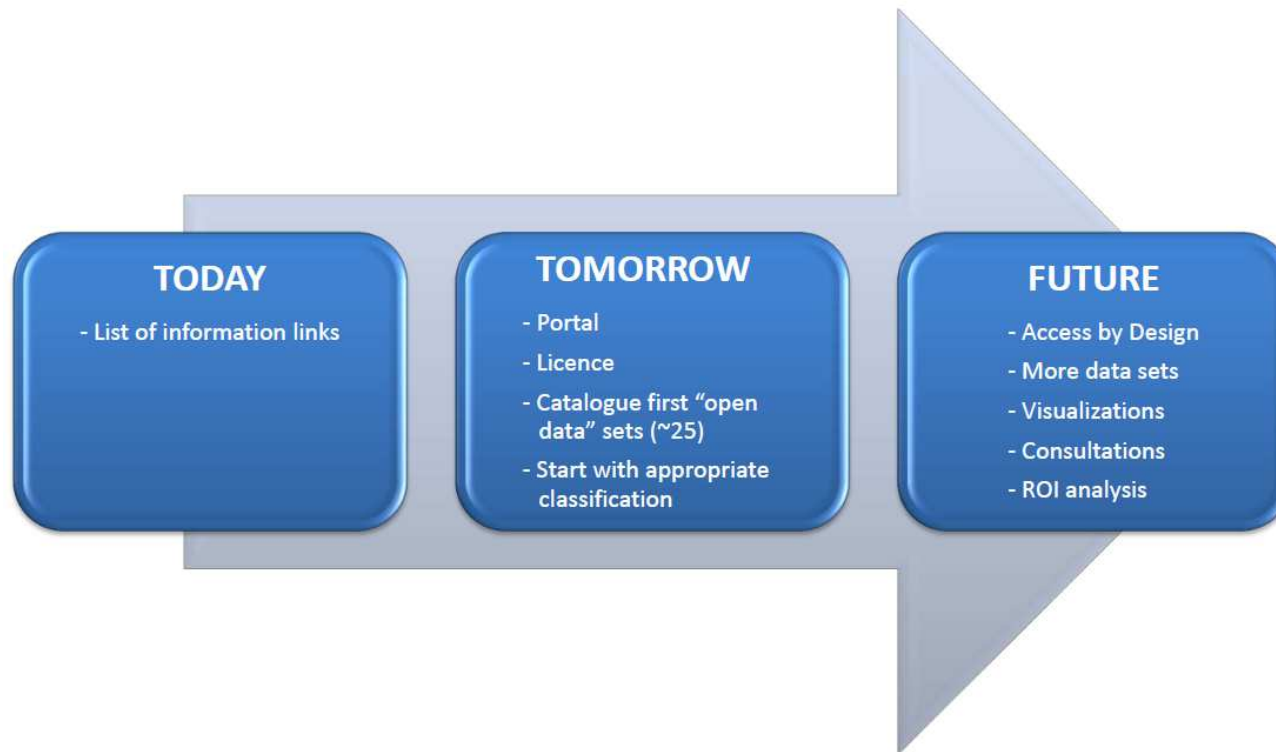 TODAY
- List of information links
TOMORROW
- Portal
- Licence
- Catalogue first “open
data” sets (~25)
- Start with appropriate
classification
FUTURE
- Access by Design
- More data sets
- Visualizations
- Consultations
- ROI analysis